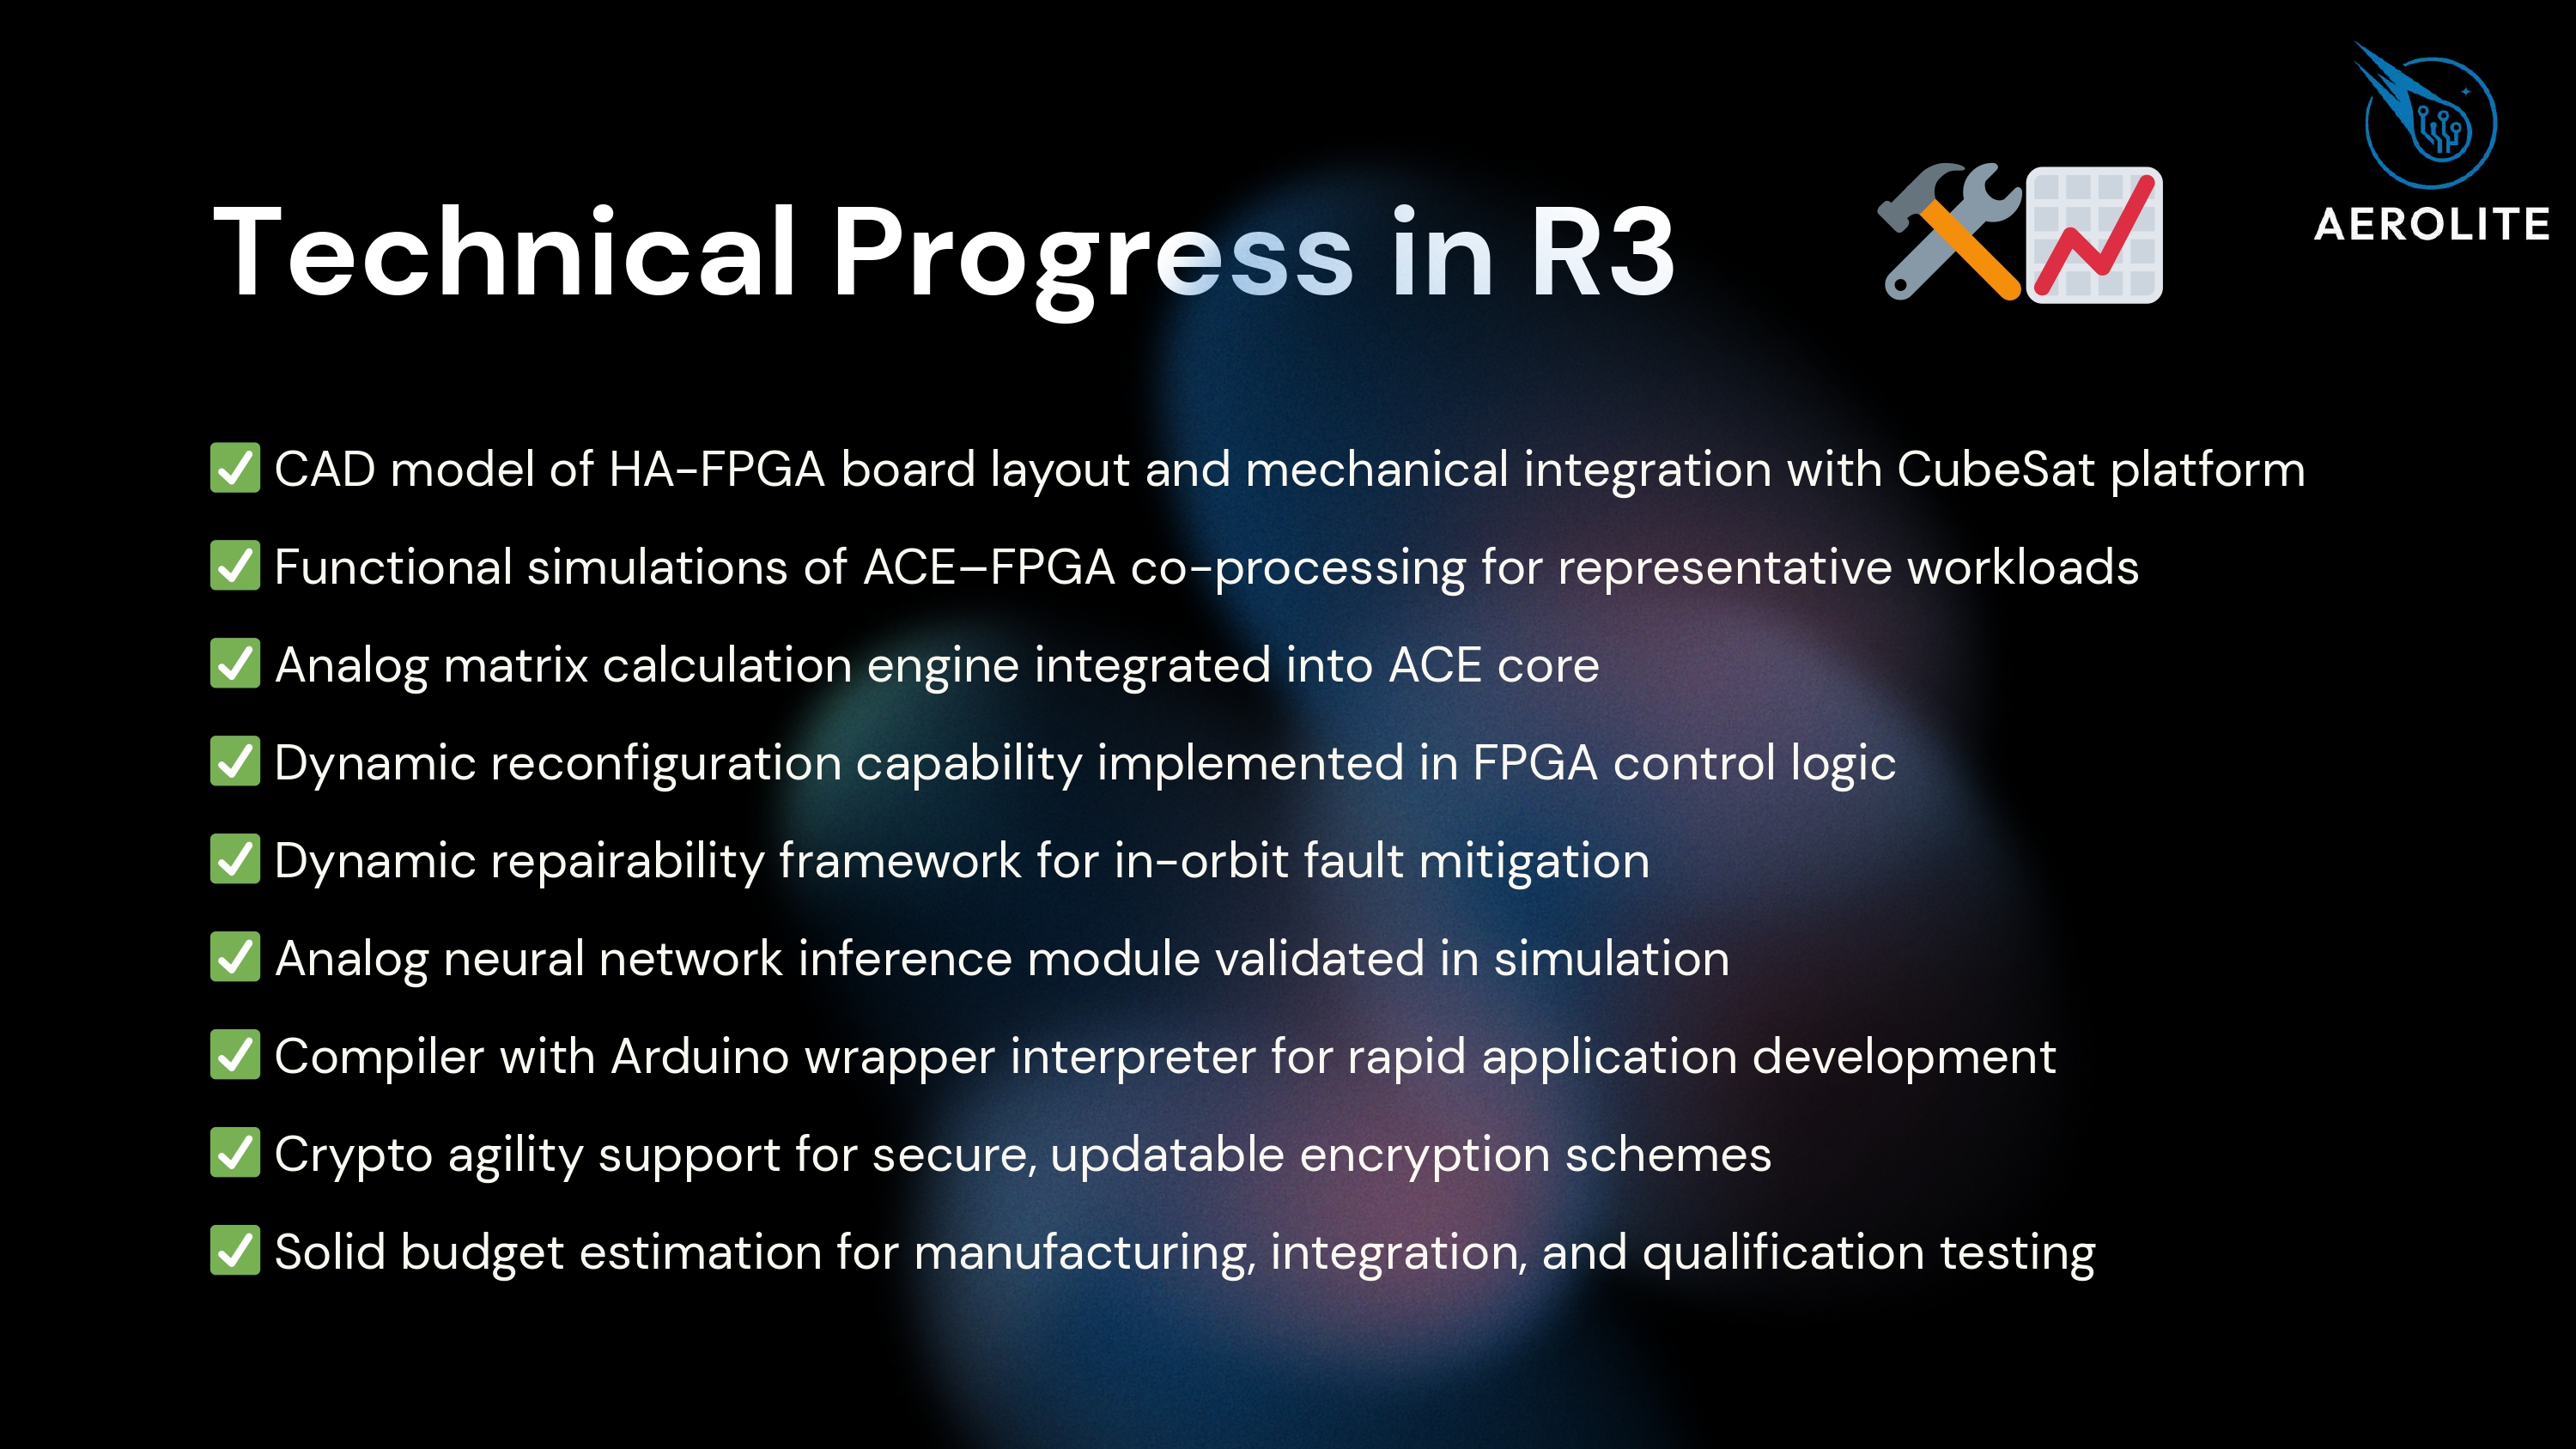 AEROLITE
Technical Progress in R3 🛠📈
✅ CAD model of HA-FPGA board layout and mechanical integration with CubeSat platform
✅ Functional simulations of ACE–FPGA co-processing for representative workloads
✅ Analog matrix calculation engine integrated into ACE core
✅ Dynamic reconfiguration capability implemented in FPGA control logic
✅ Dynamic repairability framework for in-orbit fault mitigation
✅ Analog neural network inference module validated in simulation
✅ Compiler with Arduino wrapper interpreter for rapid application development
✅ Crypto agility support for secure, updatable encryption schemes
✅ Solid budget estimation for manufacturing, integration, and qualification testing